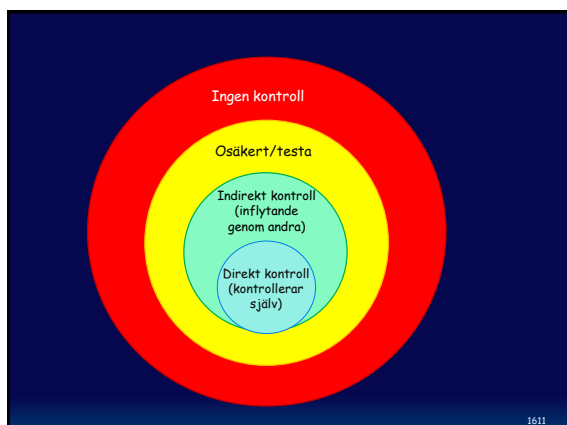 Ingen kontroll
Osäkert/testa
Indirekt kontroll
(inflytande
genom andra)
Direkt kontroll
(kontrollerar
själv)
1611